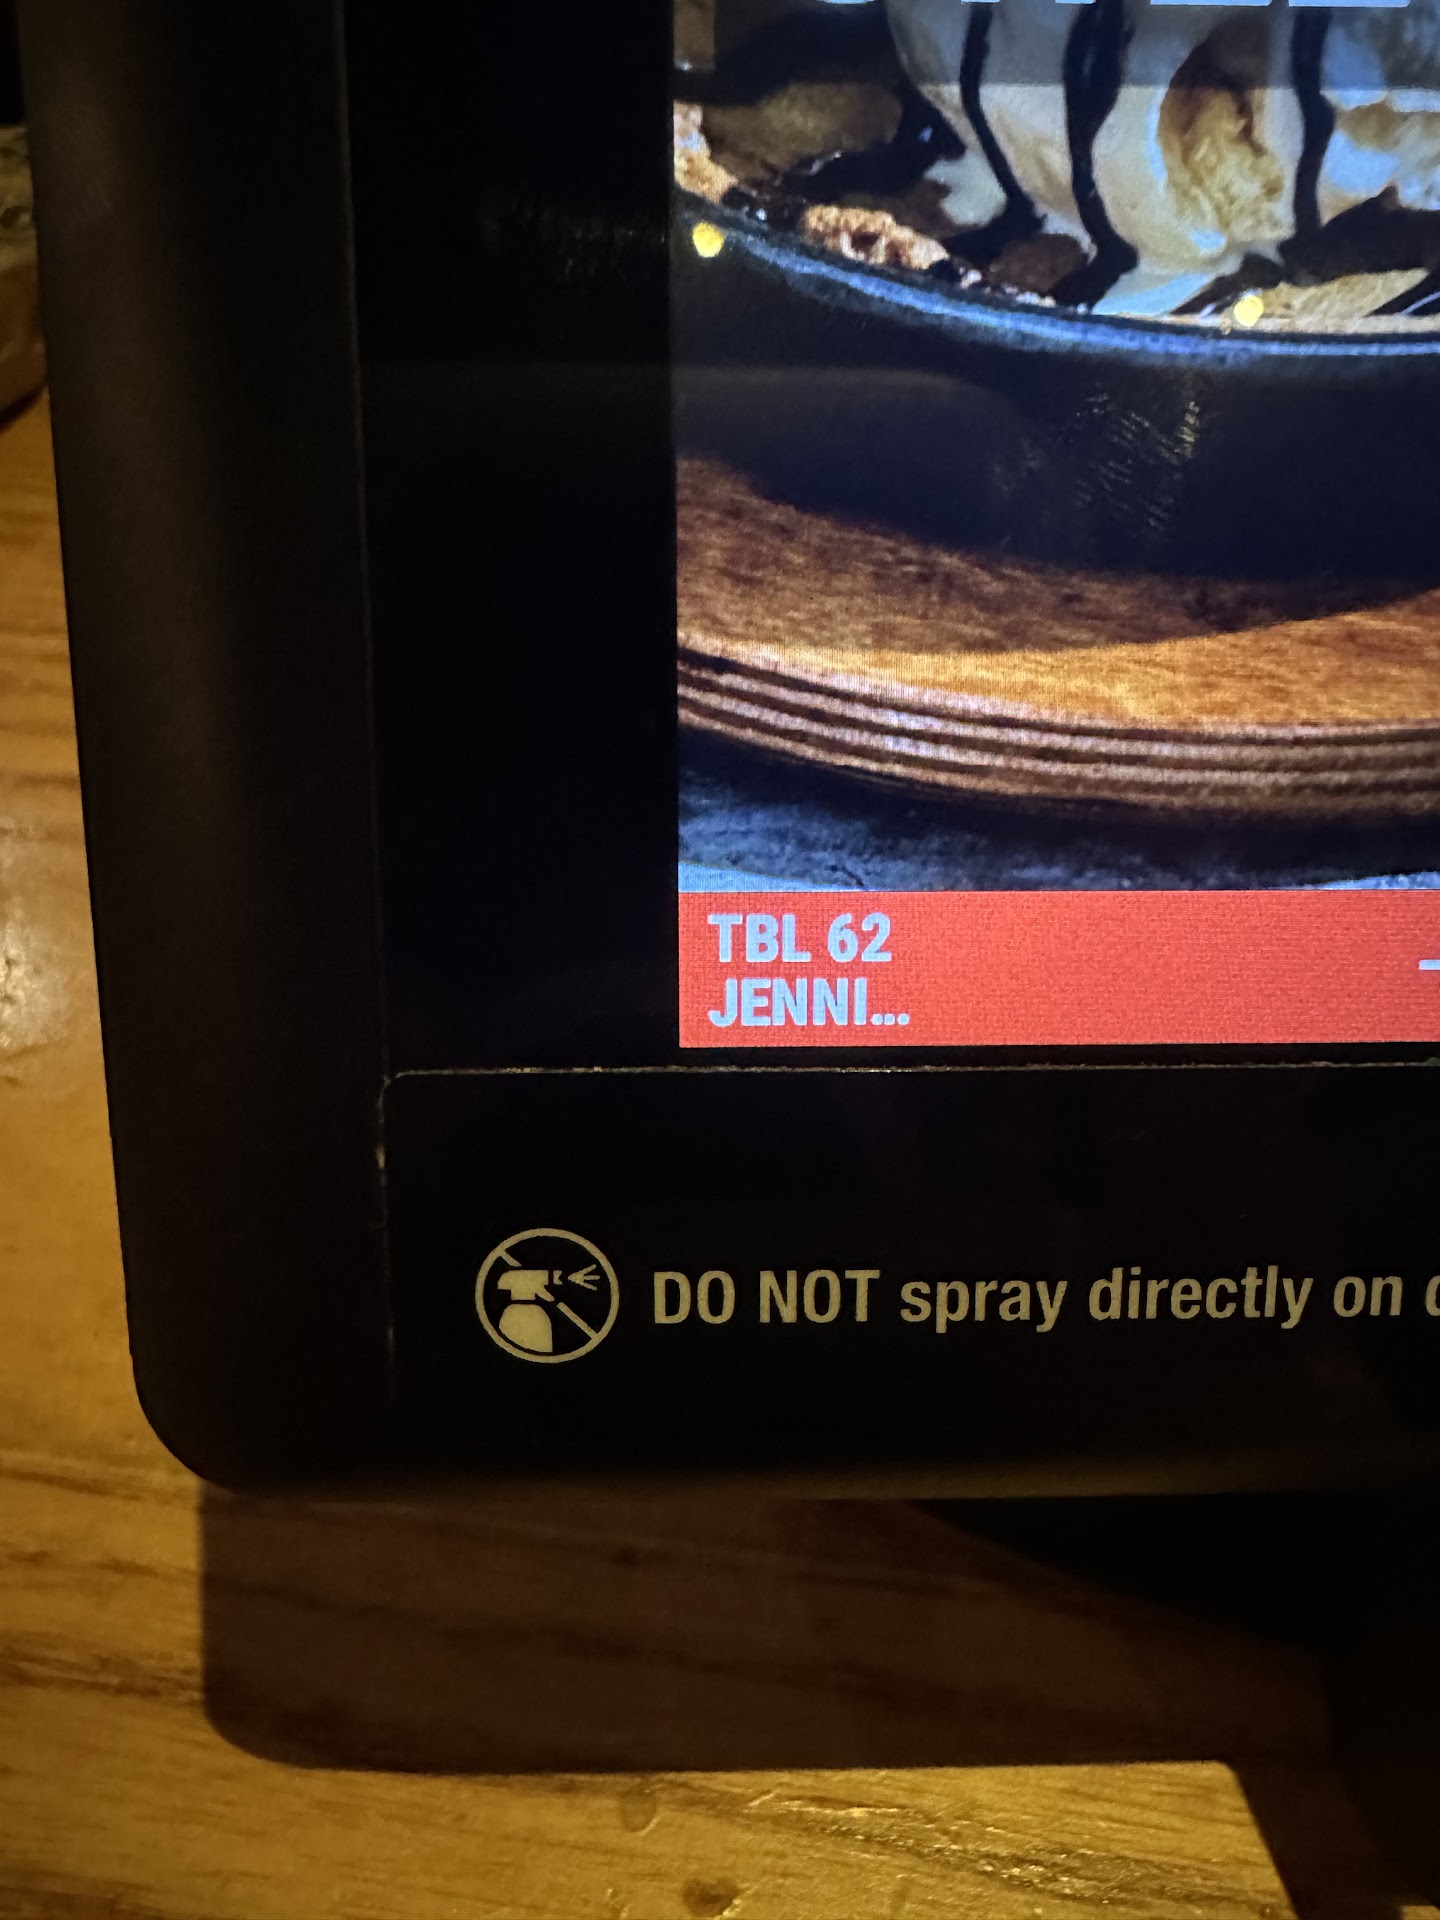 TBL 62
JENNI...
DO NOT spray directly on